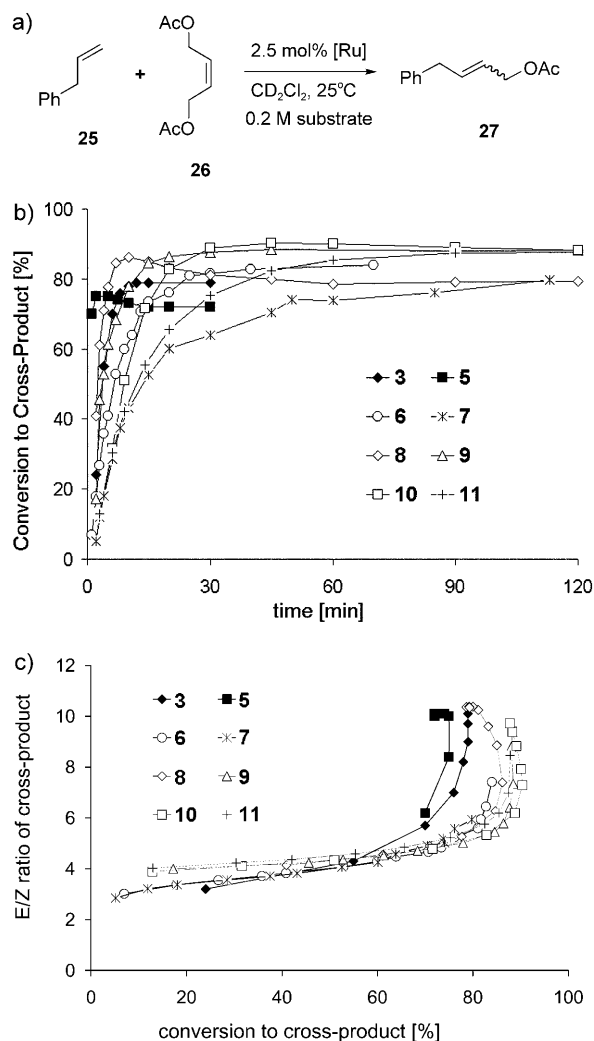 a)
AcO
Ph
25
+
AcO
26
2.5 mol% [Ru]
CD2Cl2, 25°C
0.2 M substrate
Ph
OAc
27
b)
Conversion to Cross-Product [%]
100
80
60
40
20
0
3 5
6 7
8 9
10 11
0 30 60 90 120
time [min]
c)
E/Z ratio of cross-product
12
10
8
6
4
2
0
3 5
6 7
8 9
10 11
0 20 40 60 80 100
conversion to cross-product [%]